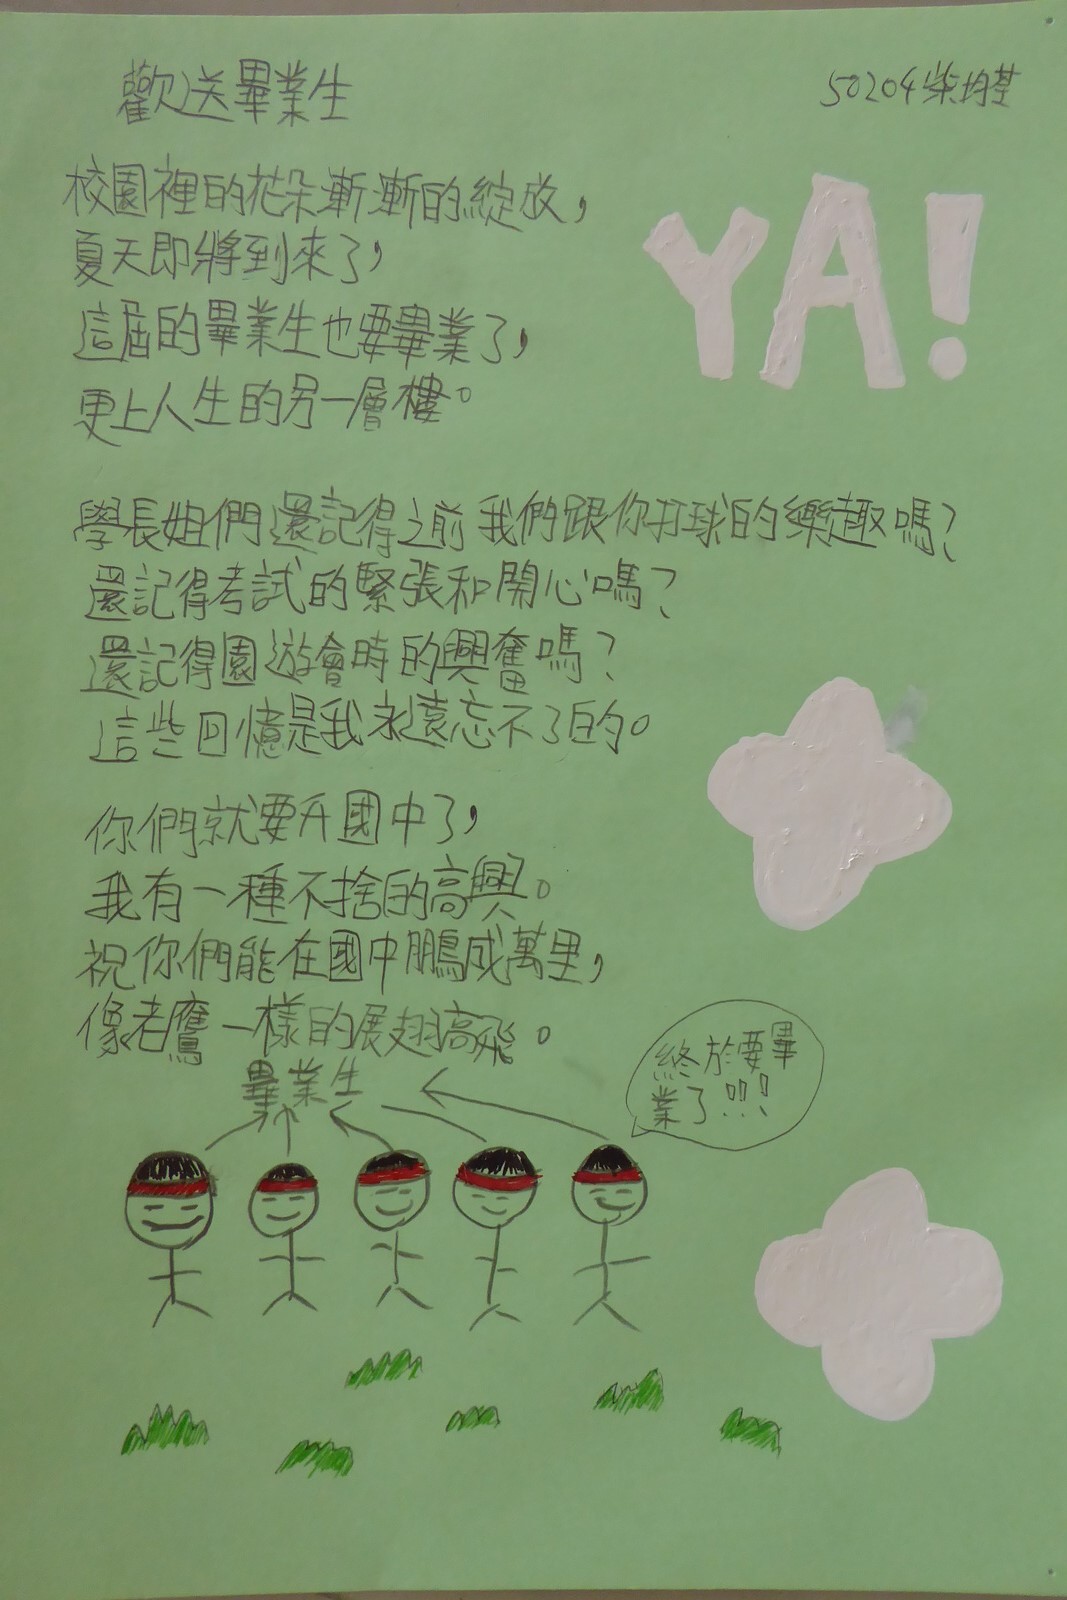 歡送畢業生
50204柴均荃
YA!
校園裡的花朵漸漸的綻放，
夏天即將到來了，
這屆的畢業生也要畢業了，
更上人生的另一層樓。
學長姐們還記得之前我們跟你打球的樂趣嗎？
還記得考試的緊張和開心嗎？
還記得園遊會時的興奮嗎？
這些回憶是我永遠忘不了的。
你們就要升國中了，
我有一種不捨的高興。
祝你們能在國中鵬成萬里，
像老鷹一樣的展翅高飛。
畢業生
終於要畢
業了!!!